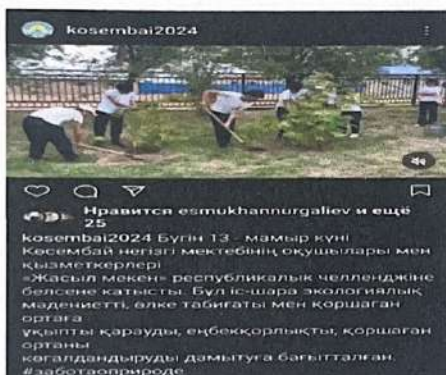 kosembai2024
Нравится esmukhannurgaliev и ещё
25
kosembai2024 Бүгін 13 - мамыр күні
Көсембай негізгі мектебінің оқушылары мен
қызметкерлері
«Жасыл мекен» республикалық челленджіне
белсене қатысты. Бұл іс-шара экологиялық
мәдениетті, өлке табиғаты мен қоршаған
ортаға
ұқыпты қарауды, еңбекқорлықты, қоршаған
ортаны
көгалдандыруды дамытуға бағытталған.
#заботаоприроде